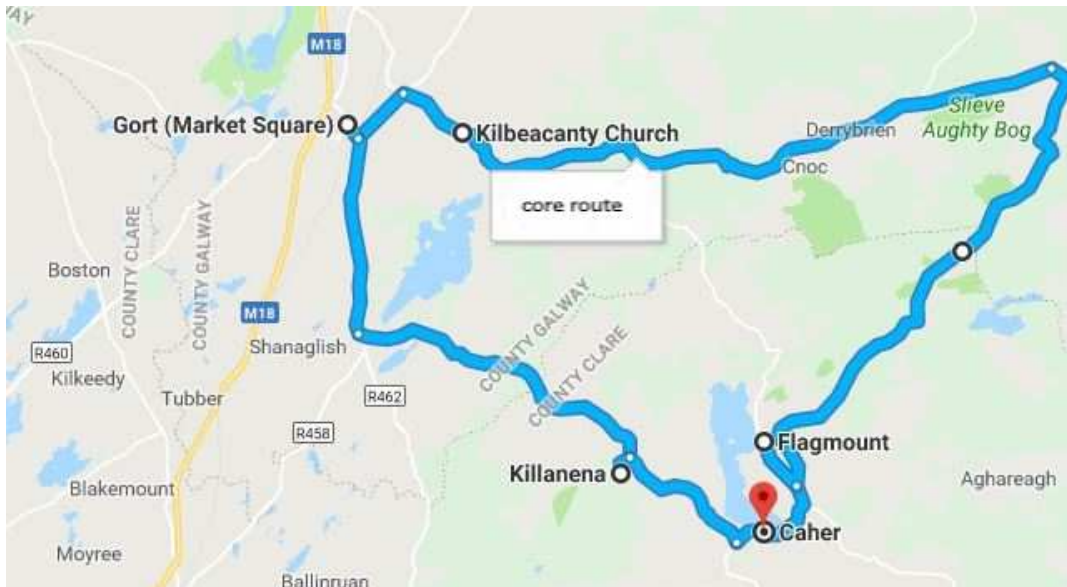 WAY
M18
Gort (Market Square)
Kilbeacanty Church
Derrybrien
Slieve
Aughty Bog
Cnoc
core route
COUNTY CLARE
COUNTY GALWAY
Boston
M18
Shanaglish
COUNTY GALWAY
COUNTY CLARE
R460
Kilkeedy
Tubber
R462
R458
Flagmount
Killanena
Aghareagh
Blakemount
Caher
Moyree
Ballinruan